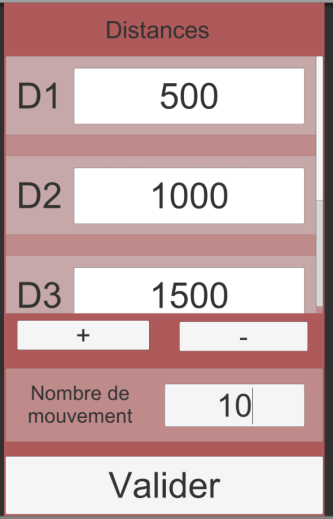 Distances
D1 500
D2 1000
D3 1500
+ -
Nombre de
mouvement 10
Valider